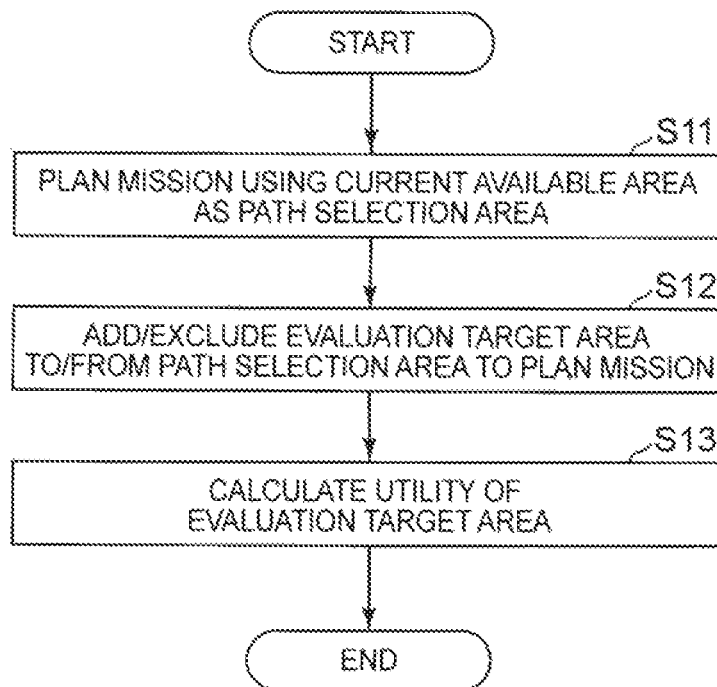 START
S11
PLAN MISSION USING CURRENT AVAILABLE AREA
AS PATH SELECTION AREA
S12
ADD/EXCLUDE EVALUATION TARGET AREA
TO/FROM PATH SELECTION AREA TO PLAN MISSION
S13
CALCULATE UTILITY OF
EVALUATION TARGET AREA
END